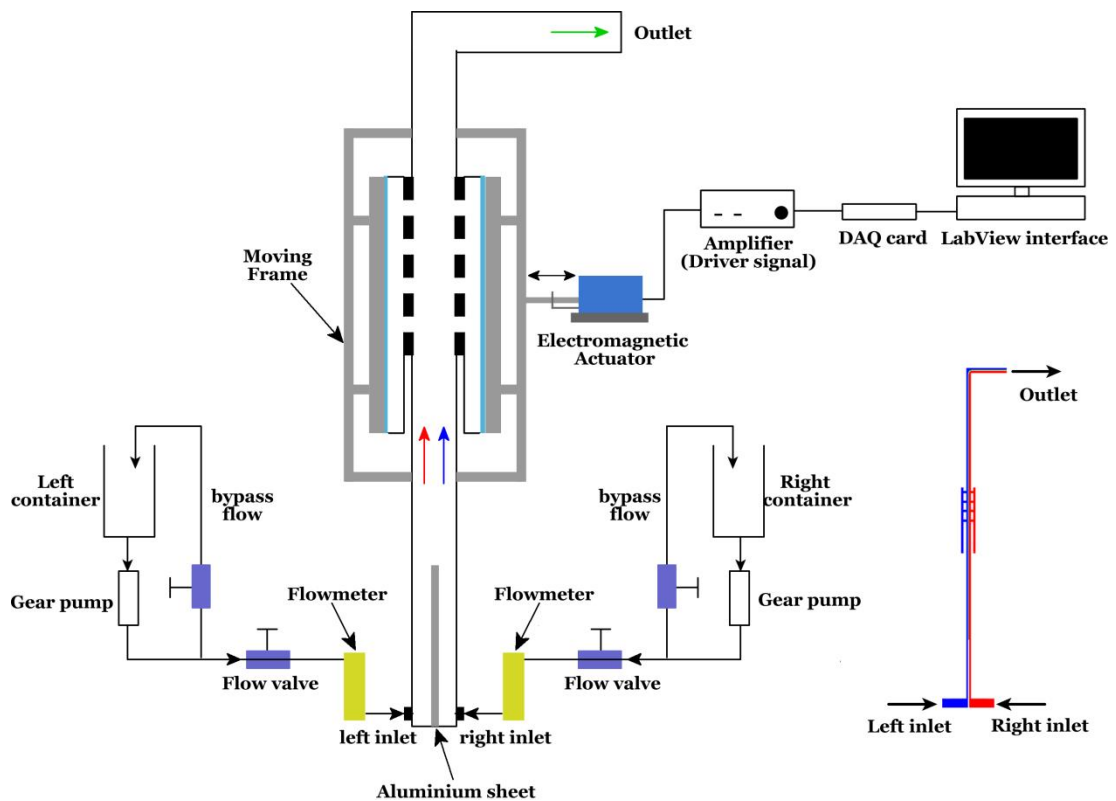 Outlet
Moving
Frame
Amplifier
(Driver signal)
DAQ card
LabView interface
Electromagnetic
Actuator
Left
container
bypass
flow
Gear pump
Flow valve
Flowmeter
left inlet
Aluminium sheet
right inlet
Flowmeter
Flow valve
bypass
flow
Right
container
Gear pump
Outlet
Left inlet
Right inlet